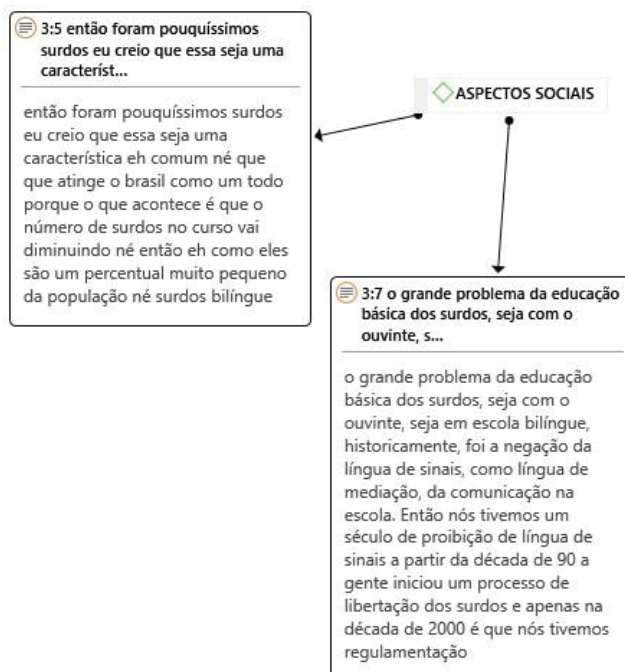 3:5 então foram pouquíssimos
surdos eu creio que essa seja uma
característ...
então foram pouquíssimos surdos
eu creio que essa seja uma
característica eh comum né que
que atinge o brasil como um todo
porque o que acontece é que o
número de surdos no curso vai
diminuindo né então eh como eles
são um percentual muito pequeno
da população né surdos bilíngue
ASPECTOS SOCIAIS
3:7 o grande problema da educação
básica dos surdos, seja com o
ouvinte, s...
o grande problema da educação
básica dos surdos, seja com o
ouvinte, seja em escola bilíngue,
historicamente, foi a negação da
língua de sinais, como língua de
mediação, da comunicação na
escola. Então nós tivemos um
século de proibição de língua de
sinais a partir da década de 90 a
gente iniciou um processo de
libertação dos surdos e apenas na
década de 2000 é que nós tivemos
regulamentação